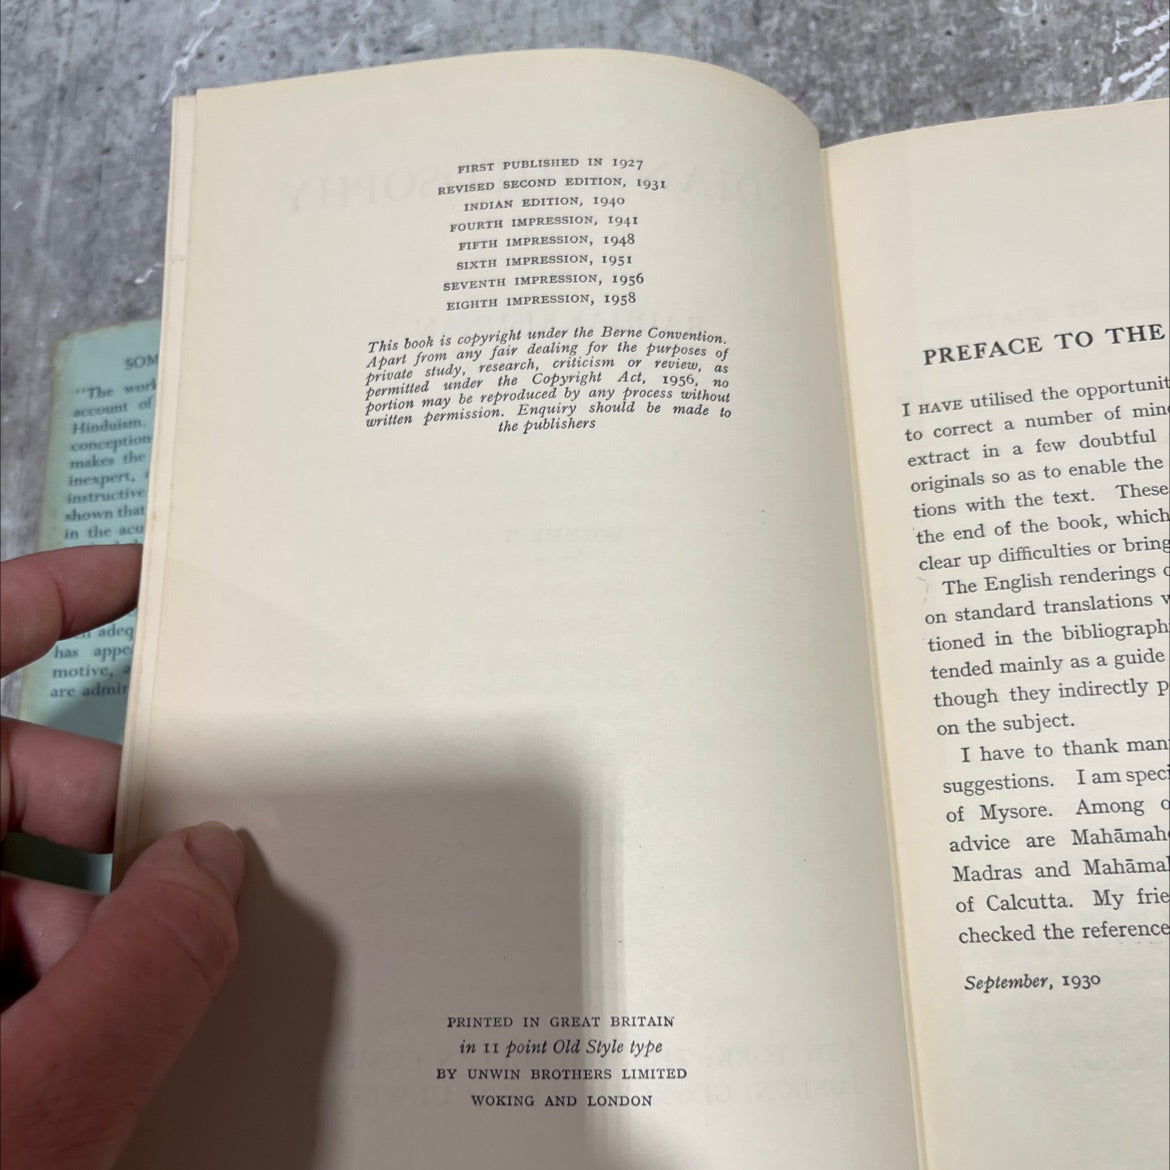 FIRST PUBLISHED IN 1927
REVISED SECOND EDITION, 1931
INDIAN EDITION, 1940
FOURTH IMPRESSION, 1941
FIFTH IMPRESSION, 1948
SIXTH IMPRESSION, 1951
SEVENTH IMPRESSION, 1956
EIGHTH IMPRESSION, 1958
This book is copyright under the Berne Convention.
Apart from any fair dealing for the purposes of
private study, research, criticism or review, as
permitted under the Copyright Act, 1956, no
portion may be reproduced by any process without
written permission. Enquiry should be made to
the publishers
PRINTED IN GREAT BRITAIN
in 11 point Old Style type
BY UNWIN BROTHERS LIMITED
WOKING AND LONDON
PREFACE TO THE
I HAVE utilised the opportunit
to correct a number of min
extract in a few doubtful
originals so as to enable the
tions with the text. These
the end of the book, which
clear up difficulties or bring
The English renderings
on standard translations
tioned in the bibliograph
tended mainly as a guide
though they indirectly p
on the subject.
I have to thank man
suggestions. I am speci
of Mysore. Among
advice are Mahāmah
Madras and Mahāmal
of Calcutta. My frie
checked the reference
September, 1930
SOM
"The work
account of
Hinduism.
conception
makes the
inexpert,
instructive
shown that
in the acu
adeq
has appe
motive,
are admir